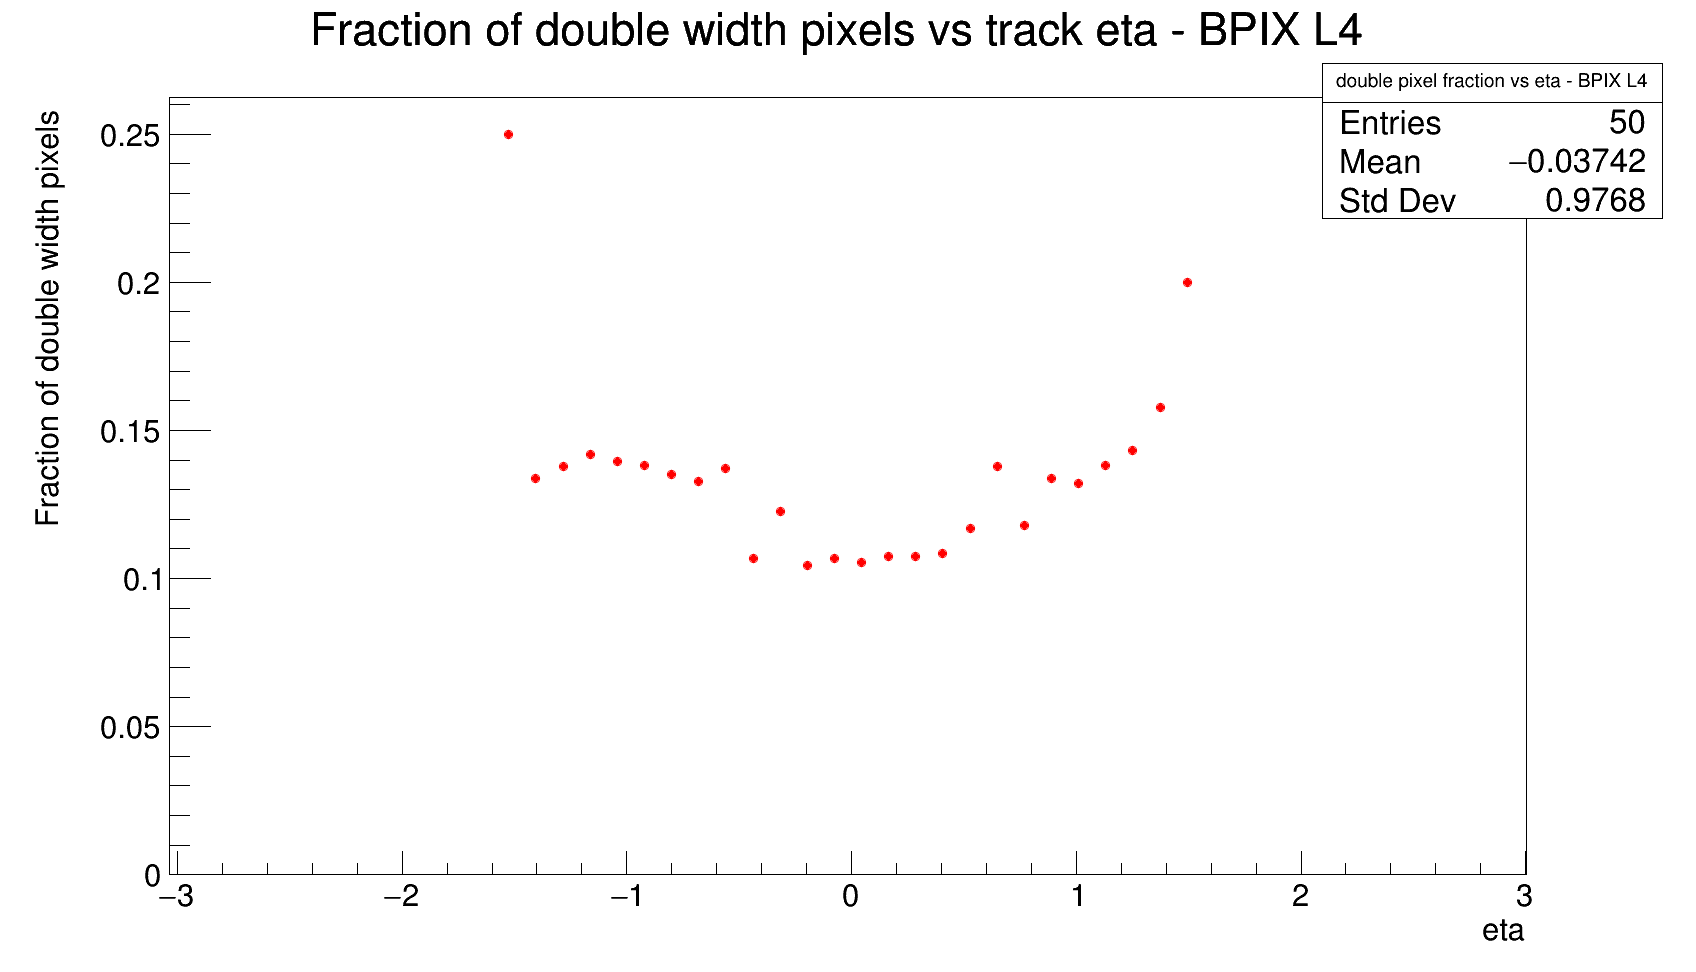 Fraction of double width pixels vs track eta - BPIX L4
double pixel fraction vs eta - BPIX L4
Entries 50
Mean −0.03742
Std Dev 0.9768
Fraction of double width pixels
0.25
0.2
0.15
0.1
0.05
0
−3 −2 −1 0 1 2 3
eta